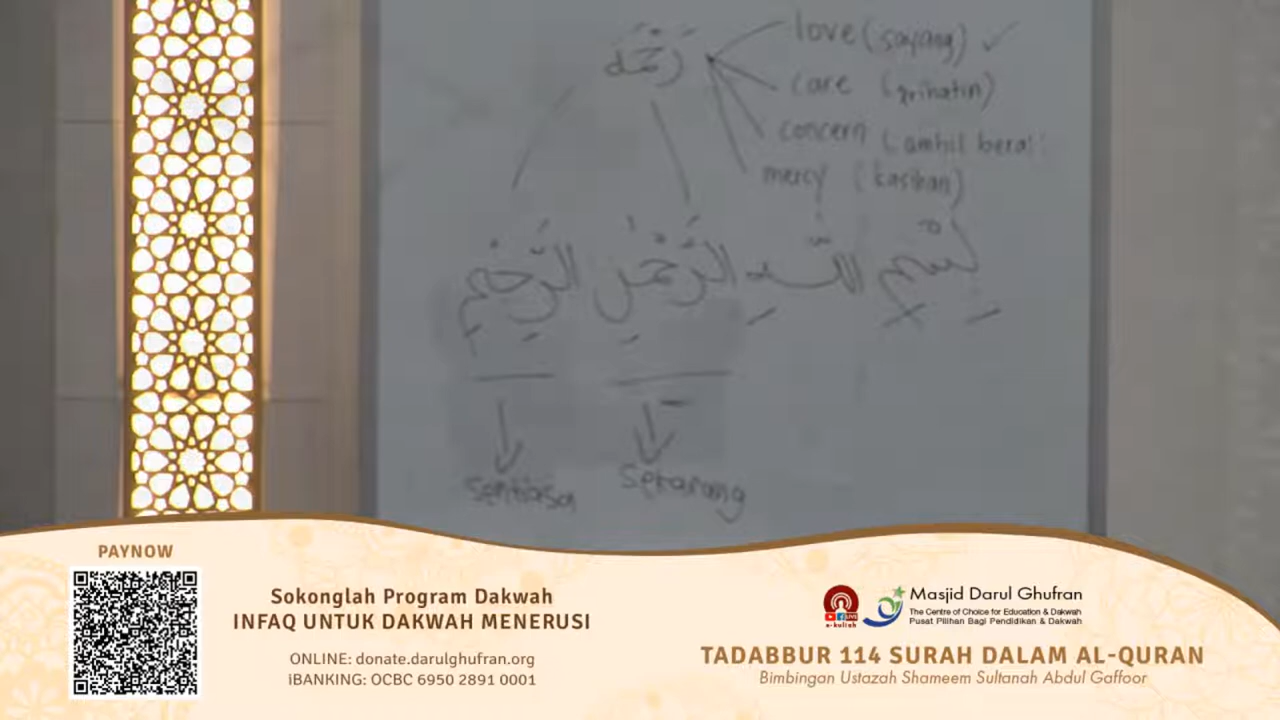 رَحْمَة
love (sayang) ✓
care (prihatin)
concern (ambil berat)
mercy (kasihan)
بِسْمِ اللَّهِ الرَّحْمَٰنِ الرَّحِيمِ
sentiasa
sekarang
PAYNOW
Sokonglah Program Dakwah
INFAQ UNTUK DAKWAH MENERUSI
ONLINE: donate.darulghufran.org
iBANKING: OCBC 6950 2891 0001
e-kuliah
LIVE
Masjid Darul Ghufran
The Centre of Choice for Education & Dakwah
Pusat Pilihan Bagi Pendidikan & Dakwah
TADABBUR 114 SURAH DALAM AL-QURAN
Bimbingan Ustazah Shameem Sultanah Abdul Gaffoor